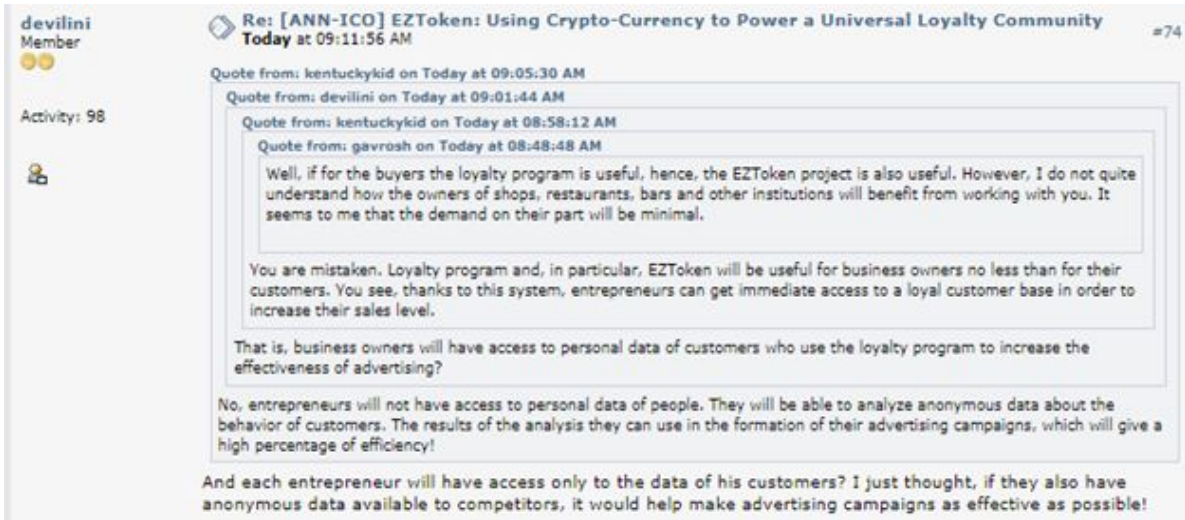 devilini
Member
Activity: 98
Re: [ANN-ICO] EZToken: Using Crypto-Currency to Power a Universal Loyalty Community
Today at 09:11:56 AM
#74
Quote from: kentuckykid on Today at 09:05:30 AM
Quote from: devilini on Today at 09:01:44 AM
Quote from: kentuckykid on Today at 08:58:12 AM
Quote from: gavrosh on Today at 08:48:48 AM
Well, if for the buyers the loyalty program is useful, hence, the EZToken project is also useful. However, I do not quite
understand how the owners of shops, restaurants, bars and other institutions will benefit from working with you. It
seems to me that the demand on their part will be minimal.
You are mistaken. Loyalty program and, in particular, EZToken will be useful for business owners no less than for their
customers. You see, thanks to this system, entrepreneurs can get immediate access to a loyal customer base in order to
increase their sales level.
That is, business owners will have access to personal data of customers who use the loyalty program to increase the
effectiveness of advertising?
No, entrepreneurs will not have access to personal data of people. They will be able to analyze anonymous data about the
behavior of customers. The results of the analysis they can use in the formation of their advertising campaigns, which will give a
high percentage of efficiency!
And each entrepreneur will have access only to the data of his customers? I just thought, if they also have
anonymous data available to competitors, it would help make advertising campaigns as effective as possible!